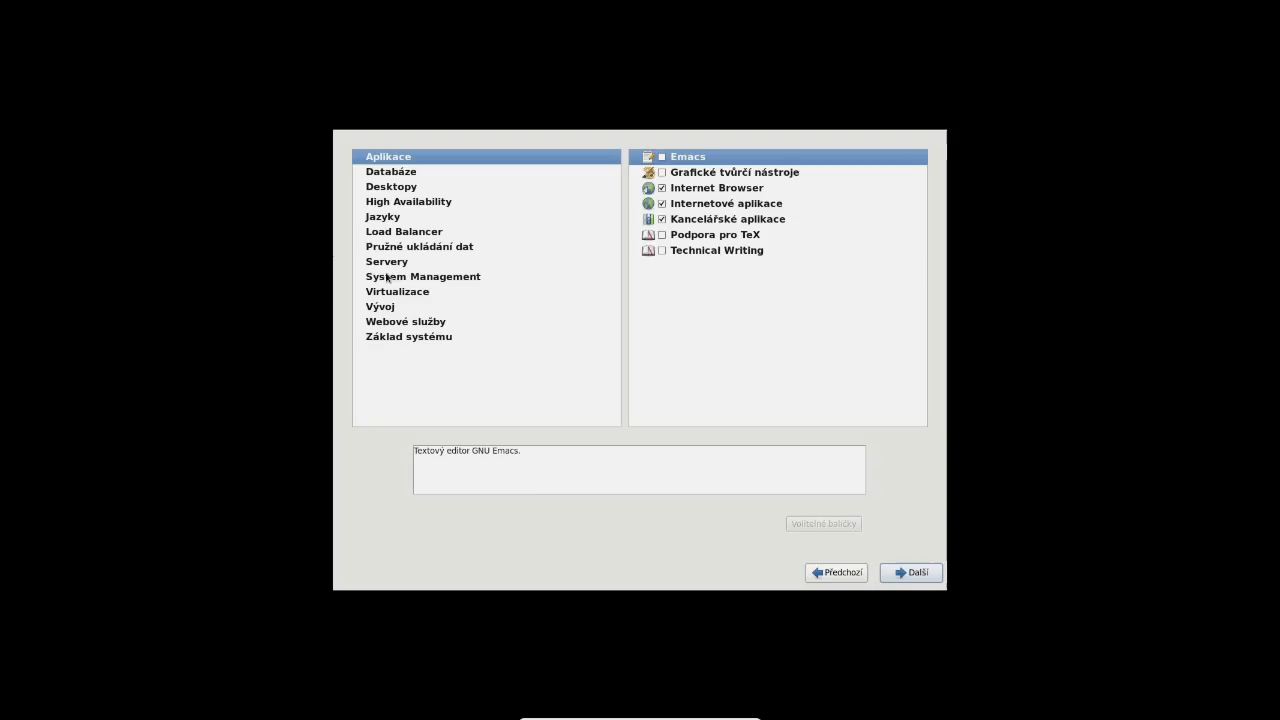 Aplikace
Databáze
Desktopy
High Availability
Jazyky
Load Balancer
Pružné ukládání dat
Servery
System Management
Virtualizace
Vývoj
Webové služby
Základ systému
Emacs
Grafické tvůrčí nástroje
Internet Browser
Internetové aplikace
Kancelářské aplikace
Podpora pro TeX
Technical Writing
Textový editor GNU Emacs.
Volitelné balíčky
Předchozí
Další